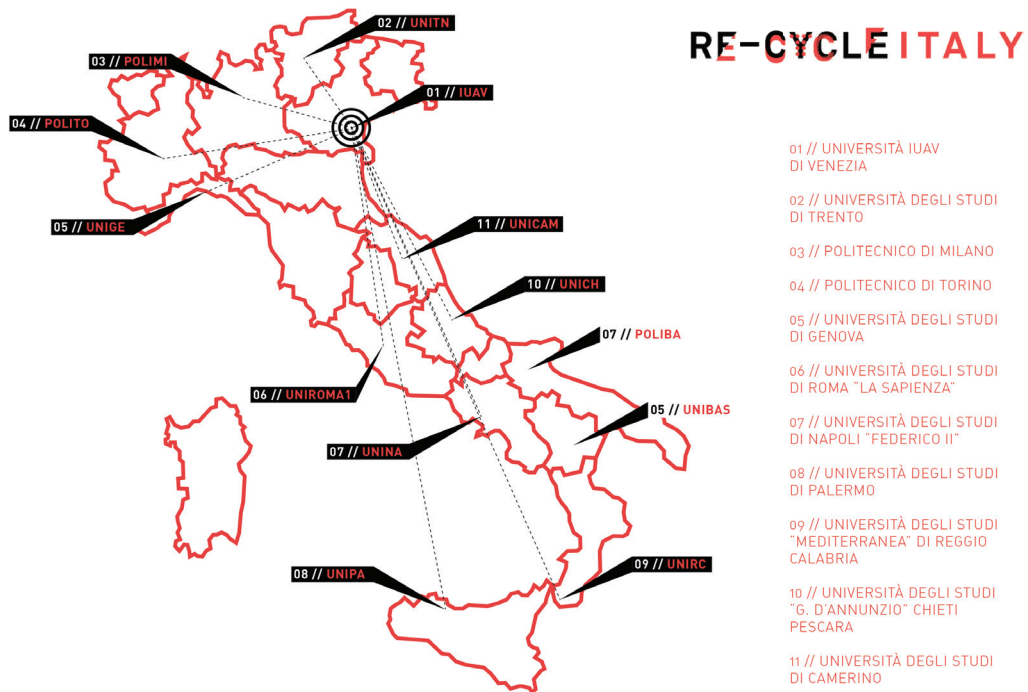 RE-CYCLE ITALY
02 // UNITN
03 // POLIMI
01 // IUAV
04 // POLITO
05 // UNIGE
11 // UNICAM
10 // UNICH
07 // POLIBA
06 // UNIROMA1
05 // UNIBAS
07 // UNINA
08 // UNIPA
09 // UNIRC
01 // UNIVERSITÀ IUAV
DI VENEZIA
02 // UNIVERSITÀ DEGLI STUDI
DI TRENTO
03 // POLITECNICO DI MILANO
04 // POLITECNICO DI TORINO
05 // UNIVERSITÀ DEGLI STUDI
DI GENOVA
06 // UNIVERSITÀ DEGLI STUDI
DI ROMA "LA SAPIENZA"
07 // UNIVERSITÀ DEGLI STUDI
DI NAPOLI "FEDERICO II"
08 // UNIVERSITÀ DEGLI STUDI
DI PALERMO
09 // UNIVERSITÀ DEGLI STUDI
"MEDITERRANEA" DI REGGIO
CALABRIA
10 // UNIVERSITÀ DEGLI STUDI
"G. D'ANNUNZIO" CHIETI
PESCARA
11 // UNIVERSITÀ DEGLI STUDI
DI CAMERINO